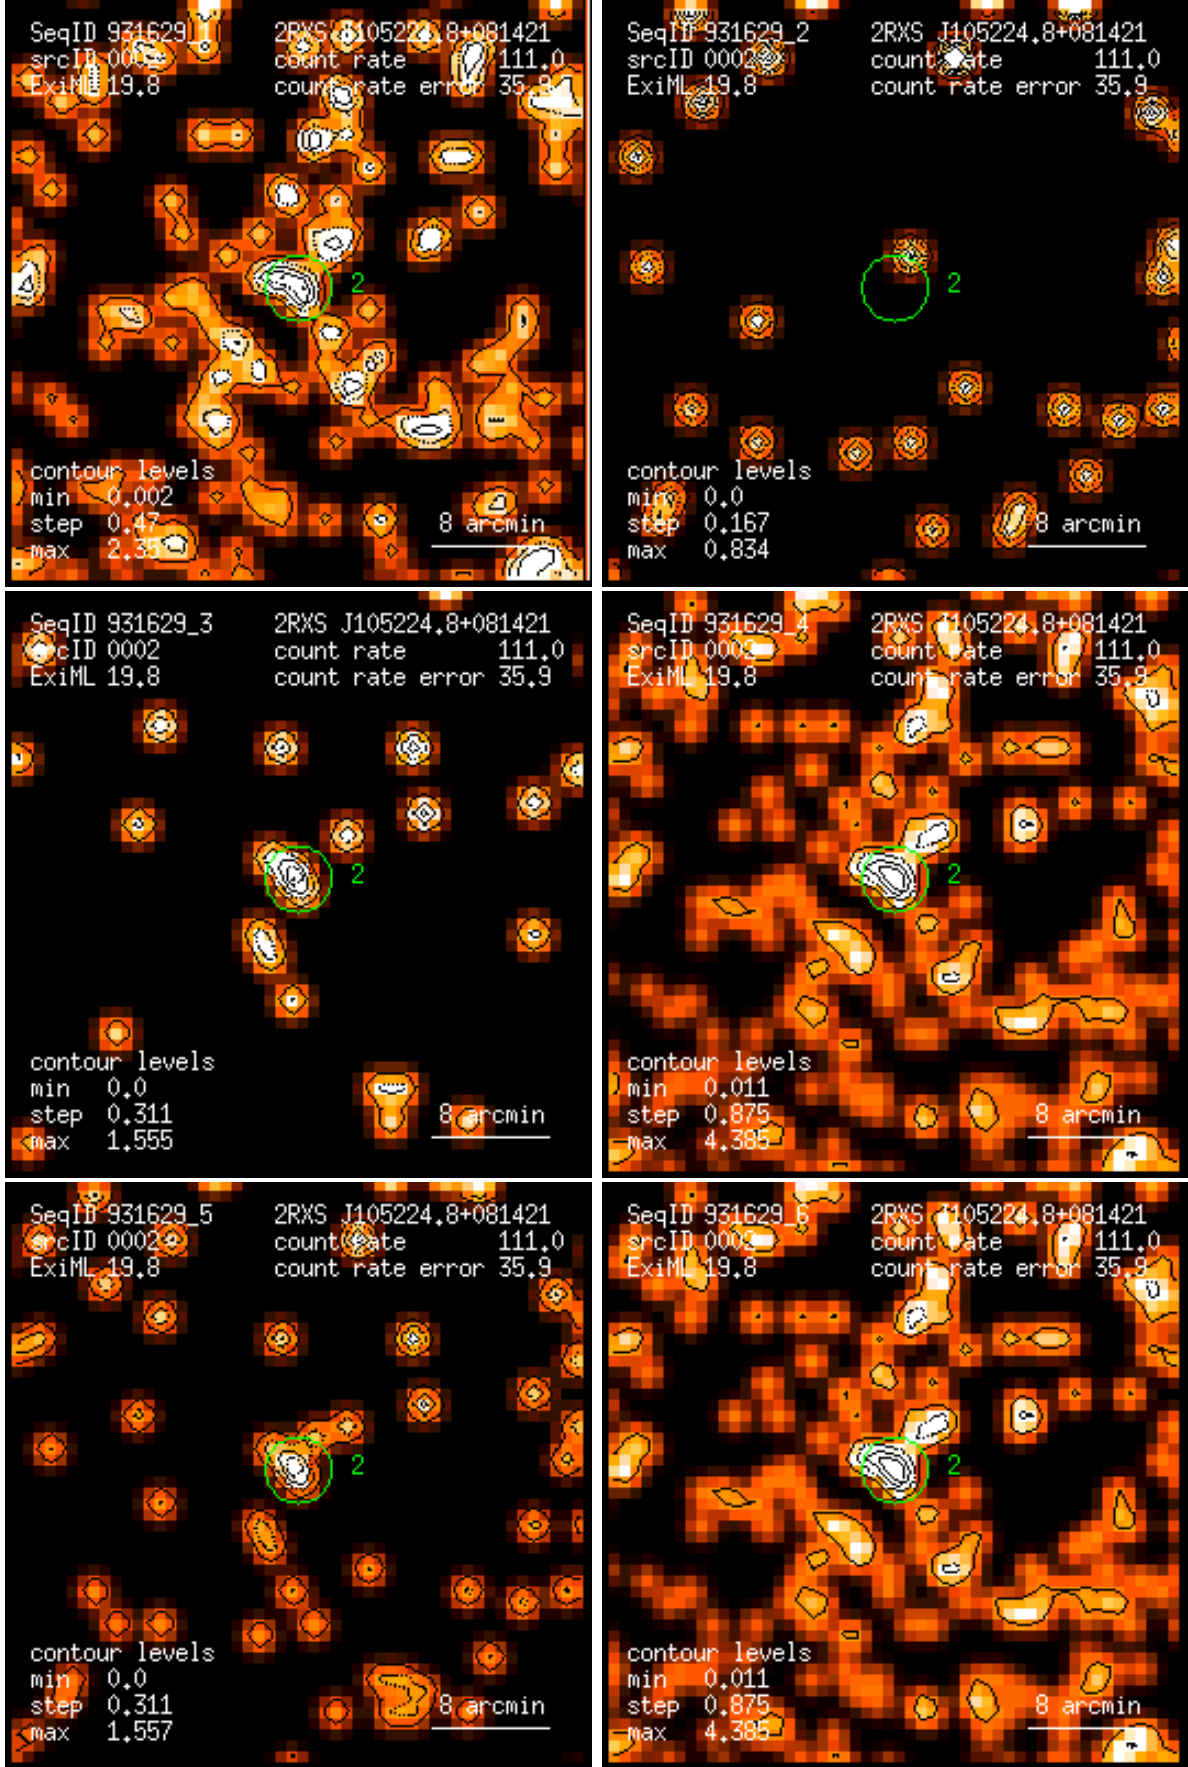 SeqID 931629_1 2RXS J105224.8+081421
srcID 0002 count rate 111.0
ExiML 19.8 count rate error 35.9
2
contour levels
min 0.002
step 0.47 8 arcmin
max 2.35
SeqID 931629_2 2RXS J105224.8+081421
srcID 0002 count rate 111.0
ExiML 19.8 count rate error 35.9
2
contour levels
min 0.0
step 0.167 8 arcmin
max 0.834
SeqID 931629_3 2RXS J105224.8+081421
srcID 0002 count rate 111.0
ExiML 19.8 count rate error 35.9
2
contour levels
min 0.0
step 0.311 8 arcmin
max 1.555
SeqID 931629_4 2RXS J105224.8+081421
srcID 0002 count rate 111.0
ExiML 19.8 count rate error 35.9
2
contour levels
min 0.011
step 0.875 8 arcmin
max 4.385
SeqID 931629_5 2RXS J105224.8+081421
srcID 0002 count rate 111.0
ExiML 19.8 count rate error 35.9
2
contour levels
min 0.0
step 0.311 8 arcmin
max 1.557
SeqID 931629_6 2RXS J105224.8+081421
srcID 0002 count rate 111.0
ExiML 19.8 count rate error 35.9
2
contour levels
min 0.011
step 0.875 8 arcmin
max 4.385